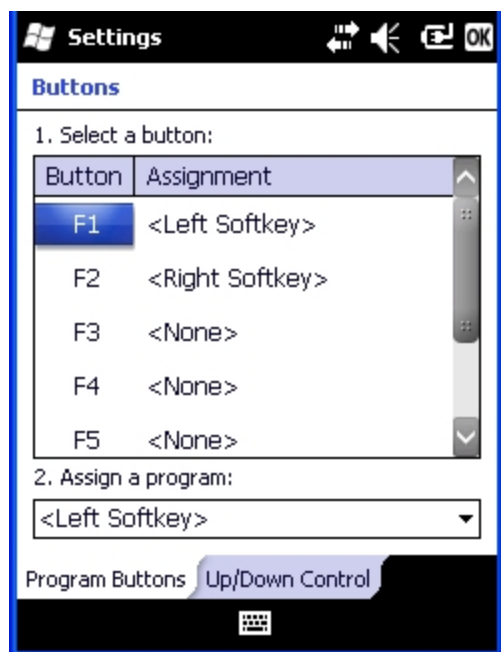 Settings OK
Buttons
1. Select a button:
Button Assignment
F1 <Left Softkey>
F2 <Right Softkey>
F3 <None>
F4 <None>
F5 <None>
2. Assign a program:
<Left Softkey>
Program Buttons Up/Down Control